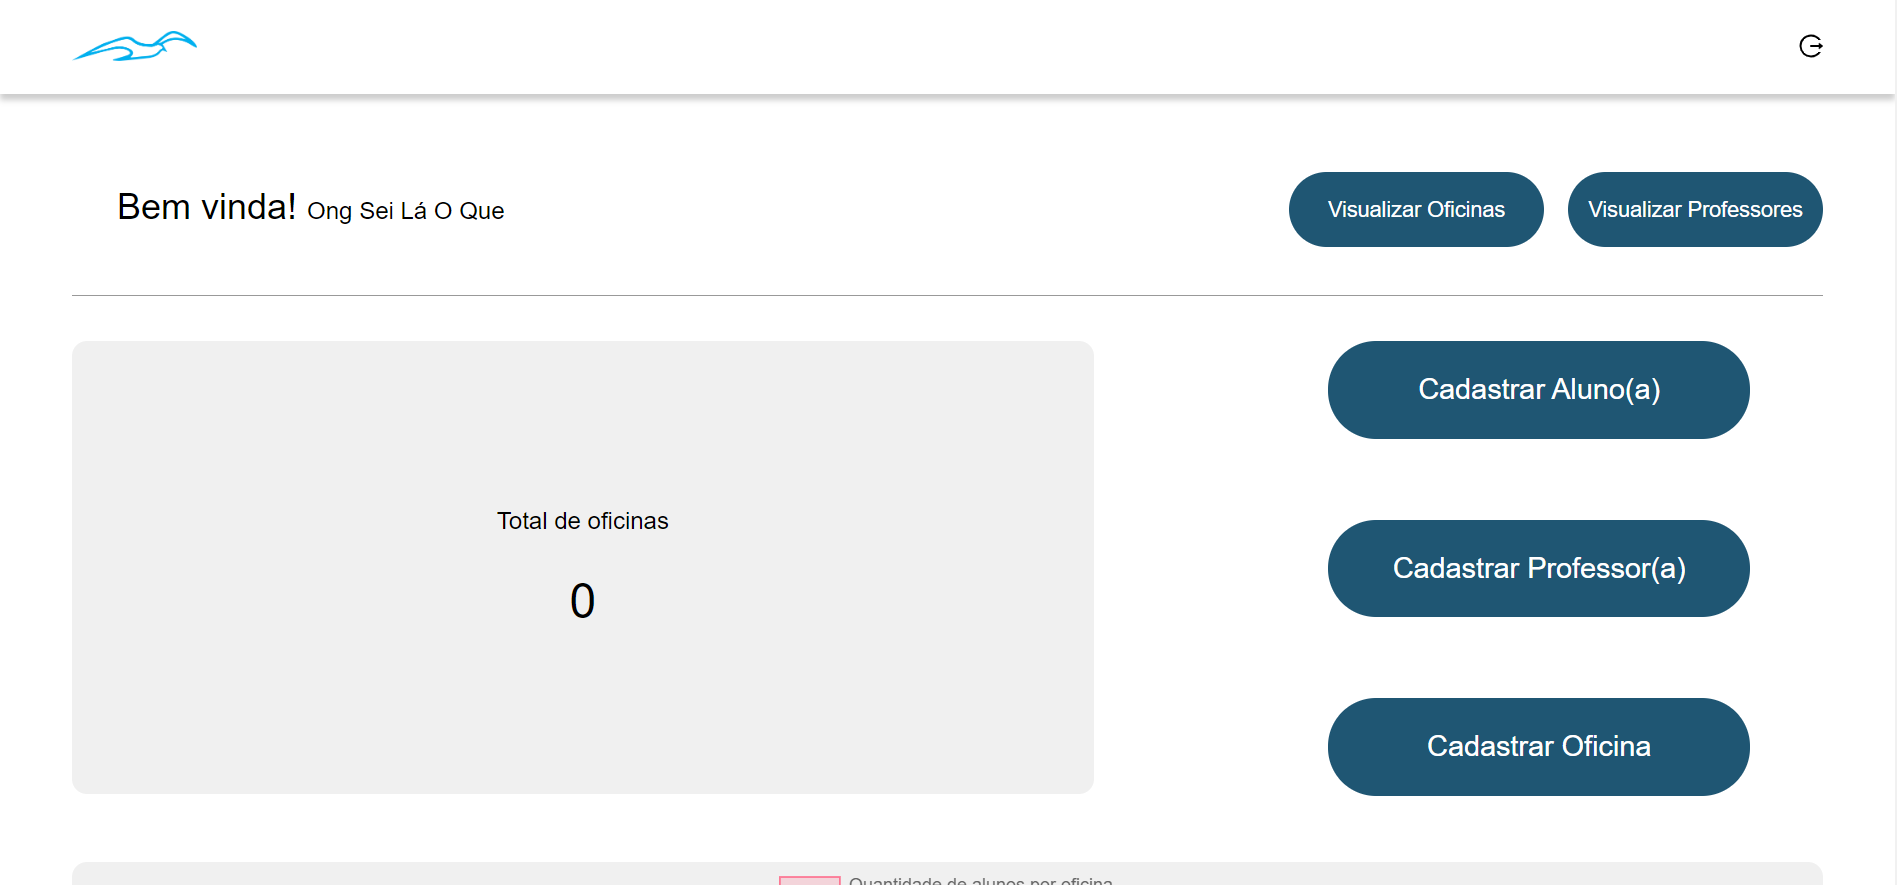 Bem vinda! Ong Sei Lá O Que
Visualizar Oficinas
Visualizar Professores
Total de oficinas
0
Cadastrar Aluno(a)
Cadastrar Professor(a)
Cadastrar Oficina
Quantidade de alunos por oficina